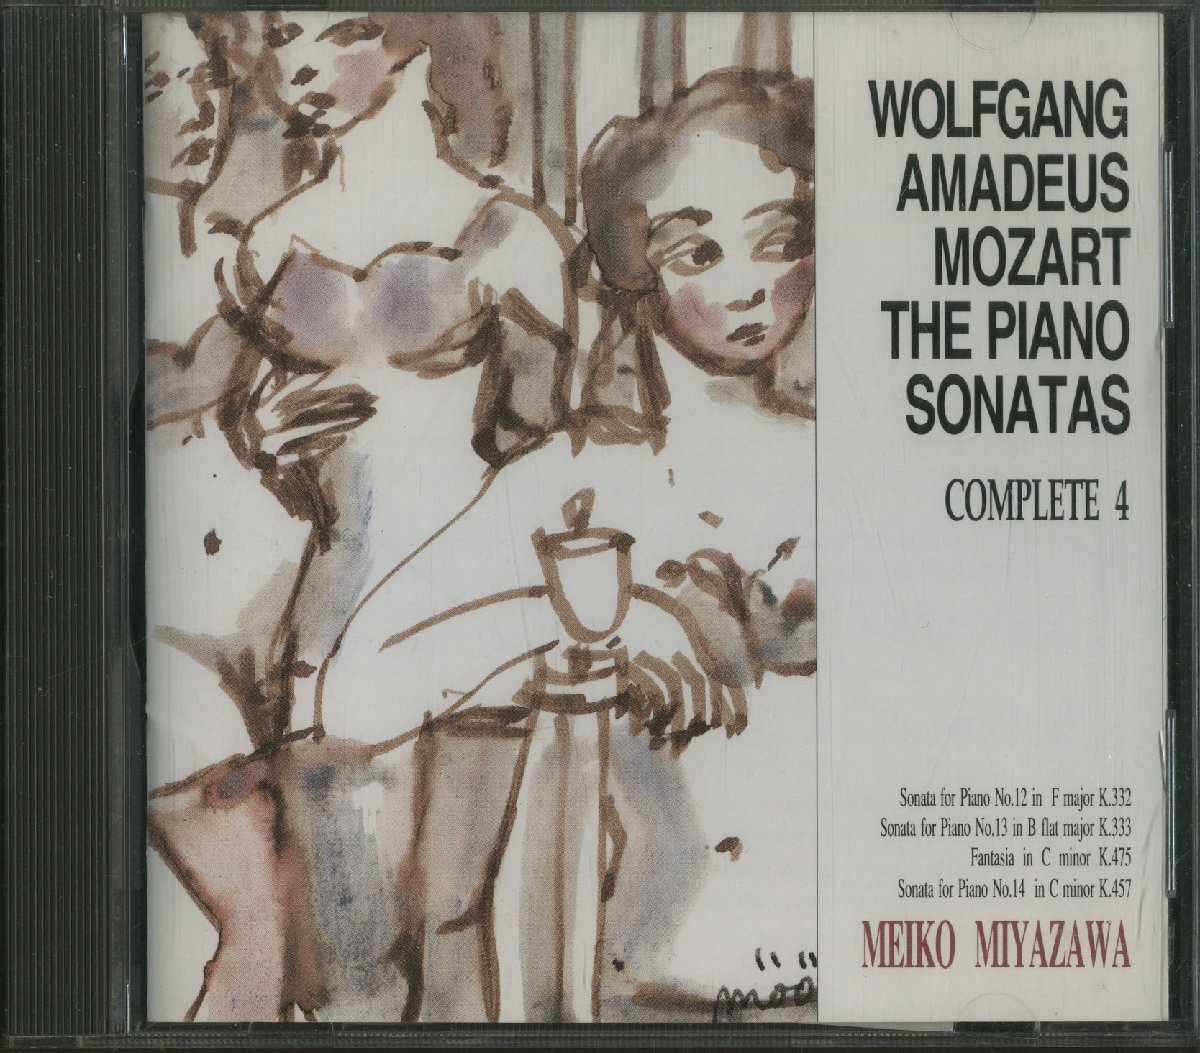 WOLFGANG
AMADEUS
MOZART
THE PIANO
SONATAS
COMPLETE 4
Sonata for Piano No.12 in F major K.332
Sonata for Piano No.13 in B flat major K.333
Fantasia in C minor K.475
Sonata for Piano No.14 in C minor K.457
MEIKO MIYAZAWA